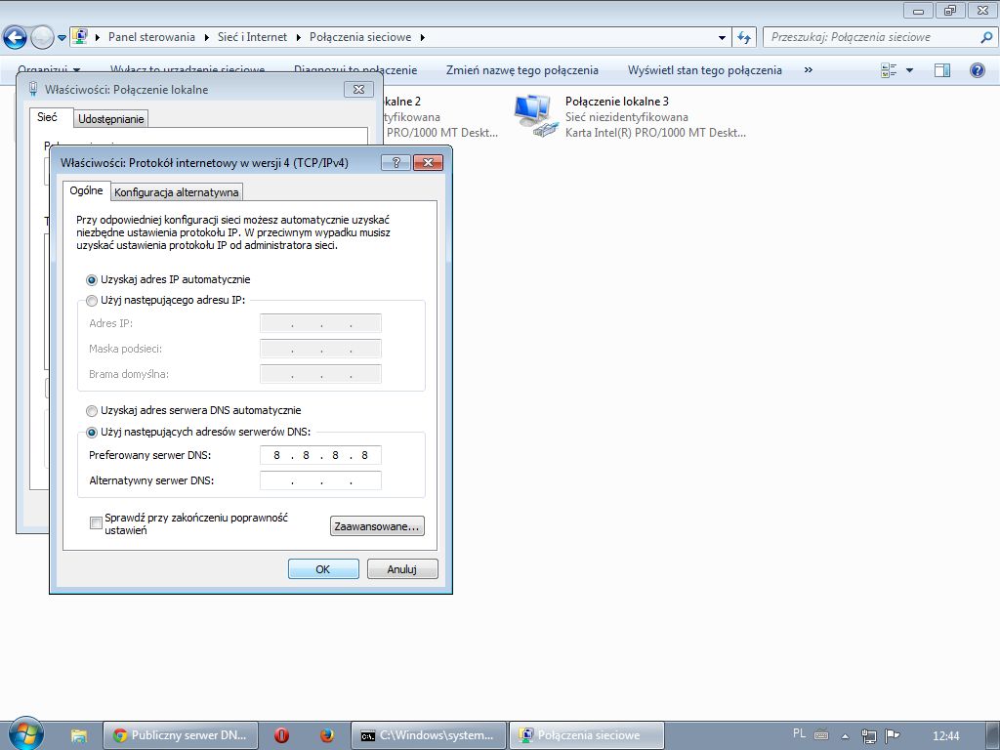 Panel sterowania Sieć i Internet Połączenia sieciowe
Przeszukaj: Połączenia sieciowe
Organizuj Wyłącz to urządzenie sieciowe Diagnozuj to połączenie Zmień nazwę tego połączenia Wyświetl stan tego połączenia »
Właściwości: Połączenie lokalne
Sieć Udostępnianie
okalne 2
tyfikowana
PRO/1000 MT Deskt...
Połączenie lokalne 3
Sieć niezidentyfikowana
Karta Intel(R) PRO/1000 MT Deskt...
Właściwości: Protokół internetowy w wersji 4 (TCP/IPv4)
?
Ogólne Konfiguracja alternatywna
Przy odpowiedniej konfiguracji sieci możesz automatycznie uzyskać
niezbędne ustawienia protokołu IP. W przeciwnym wypadku musisz
uzyskać ustawienia protokołu IP od administratora sieci.
Uzyskaj adres IP automatycznie
Użyj następującego adresu IP:
Adres IP: . . .
Maska podsieci: . . .
Brama domyślna: . . .
Uzyskaj adres serwera DNS automatycznie
Użyj następujących adresów serwerów DNS:
Preferowany serwer DNS: 8 . 8 . 8 . 8
Alternatywny serwer DNS: . . .
Sprawdź przy zakończeniu poprawność
ustawień
Zaawansowane...
OK Anuluj
Publiczny serwer DN...
C:\Windows\system...
Połączenia sieciowe
PL
12:44